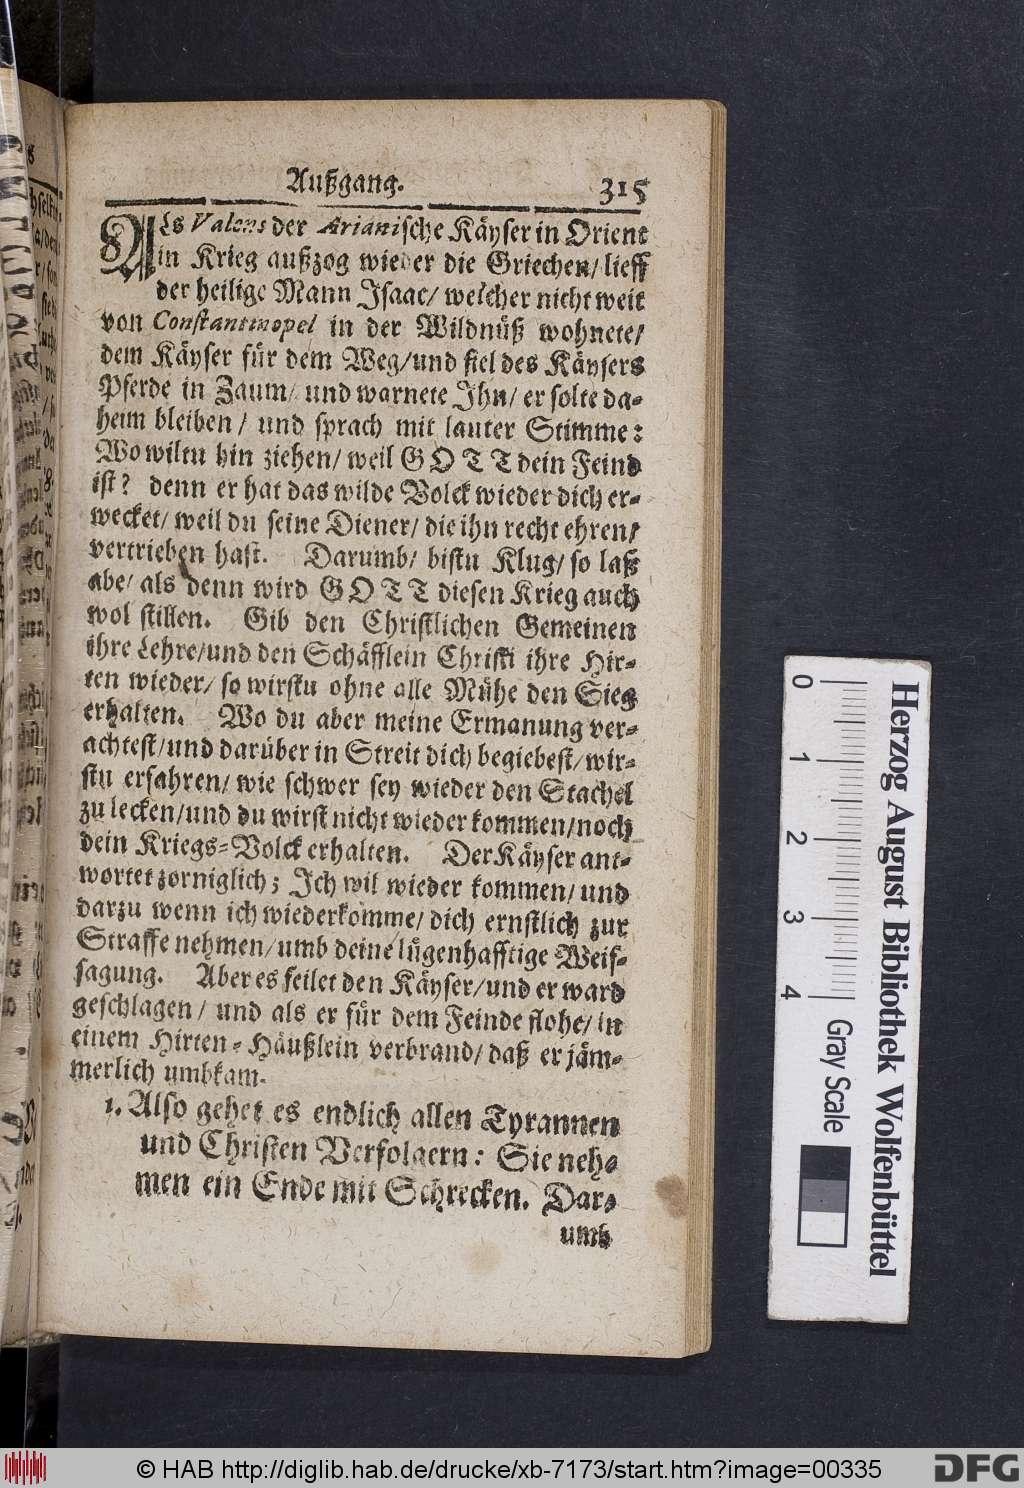 Außgang. 315
ALs Valens der Arianische Käyser in Orient
in Krieg außzog wieder die Griechen/ lieff
der heilige Mann Isaac/ welcher nicht weit
von Constantinopel in der Wildnüß wohnete/
dem Käyser für dem Weg/ und fiel des Käysers
Pferde in Zaum/ und warnete Ihn/ er solte da-
heim bleiben/ und sprach mit lauter Stimme:
Wo wiltu hin ziehen/ weil GOTT dein Feind
ist? denn er hat das wilde Volck wieder dich er-
wecket/ weil du seine Diener/ die ihn recht ehren/
vertrieben hast. Darumb/ bistu Klug/ so laß
abe/ als denn wird GOTT diesen Krieg auch
wol stillen. Gib den Christlichen Gemeinen
ihre Lehre/ und den Schäfflein Christi ihre Hir-
ten wieder/ so wirstu ohne alle Mühe den Sieg
erhalten. Wo du aber meine Ermanung ver-
achtest/ und darüber in Streit dich begiebest/ wir-
stu erfahren/ wie schwer sey wieder den Stachel
zu lecken/ und du wirst nicht wieder kommen/ noch
dein Kriegs-Volck erhalten. Der Käyser ant-
wortet zorniglich; Ich wil wieder kommen/ und
darzu wenn ich wiederkomme/ dich ernstlich zur
Straffe nehmen/ umb deine lügenhafftige Weis-
sagung. Aber es feilet den Käyser/ und er ward
geschlagen/ und als er für dem Feinde flohe/ in
einem Hirten-Häußlein verbrand/ daß er jäm-
merlich umbkam.
1. Also gehet es endlich allen Tyrannen
und Christen Verfolgern: Sie neh-
men ein Ende mit Schrecken. Dar-
umb
0 1 2 3 4 Gray Scale
Herzog August Bibliothek Wolfenbüttel
© HAB http://diglib.hab.de/drucke/xb-7173/start.htm?image=00335
DFG